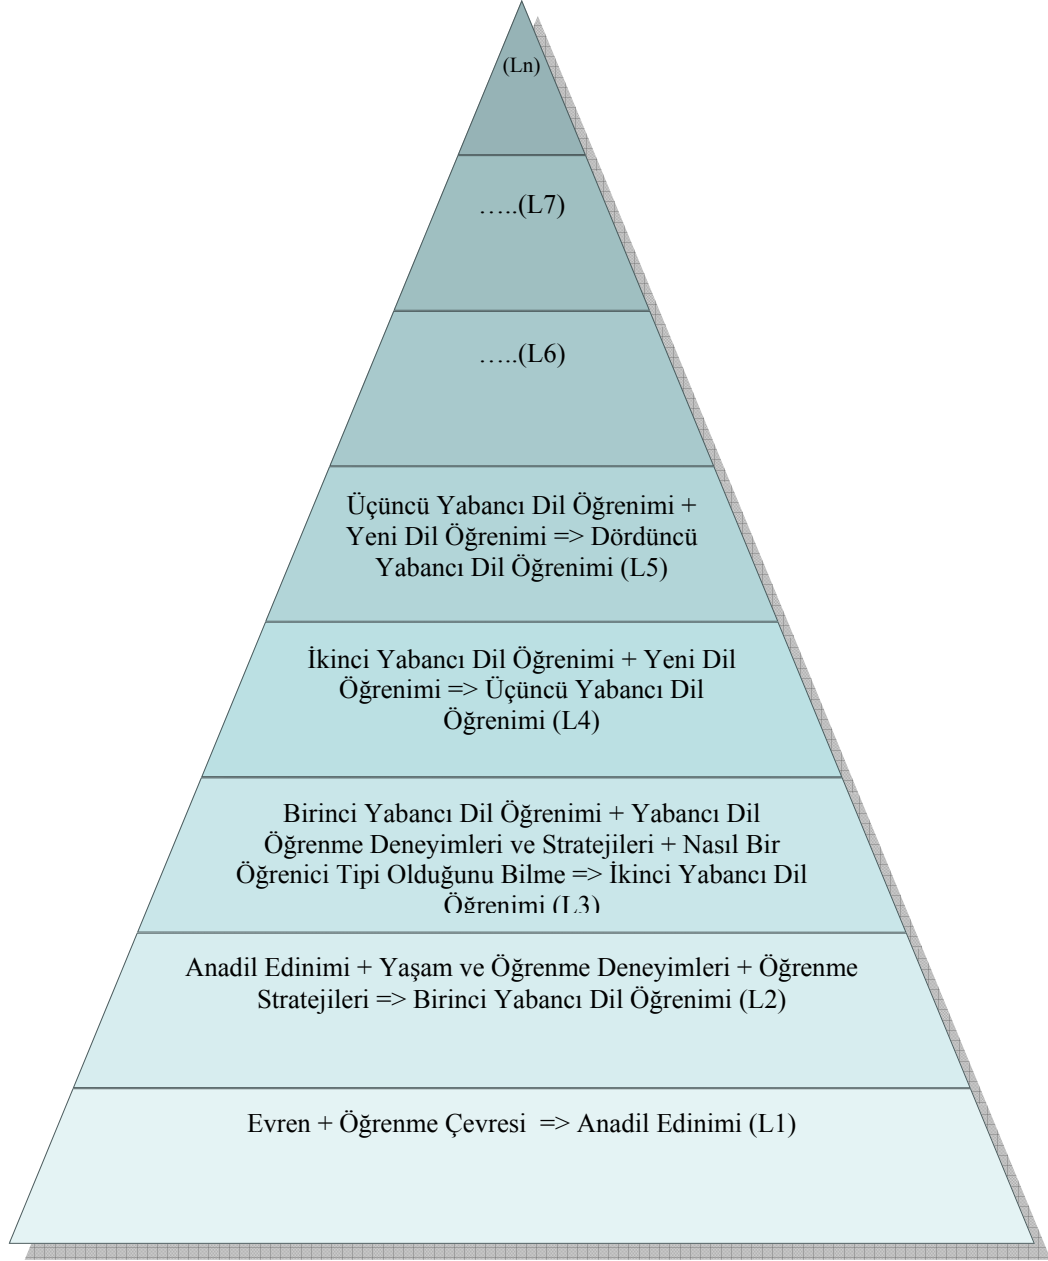 (Ln)
…..(L7)
…..(L6)
Üçüncü Yabancı Dil Öğrenimi +
Yeni Dil Öğrenimi => Dördüncü
Yabancı Dil Öğrenimi (L5)
İkinci Yabancı Dil Öğrenimi + Yeni Dil
Öğrenimi => Üçüncü Yabancı Dil
Öğrenimi (L4)
Birinci Yabancı Dil Öğrenimi + Yabancı Dil
Öğrenme Deneyimleri ve Stratejileri + Nasıl Bir
Öğrenici Tipi Olduğunu Bilme => İkinci Yabancı Dil
Öğrenimi (L3)
Anadil Edinimi + Yaşam ve Öğrenme Deneyimleri + Öğrenme
Stratejileri => Birinci Yabancı Dil Öğrenimi (L2)
Evren + Öğrenme Çevresi => Anadil Edinimi (L1)